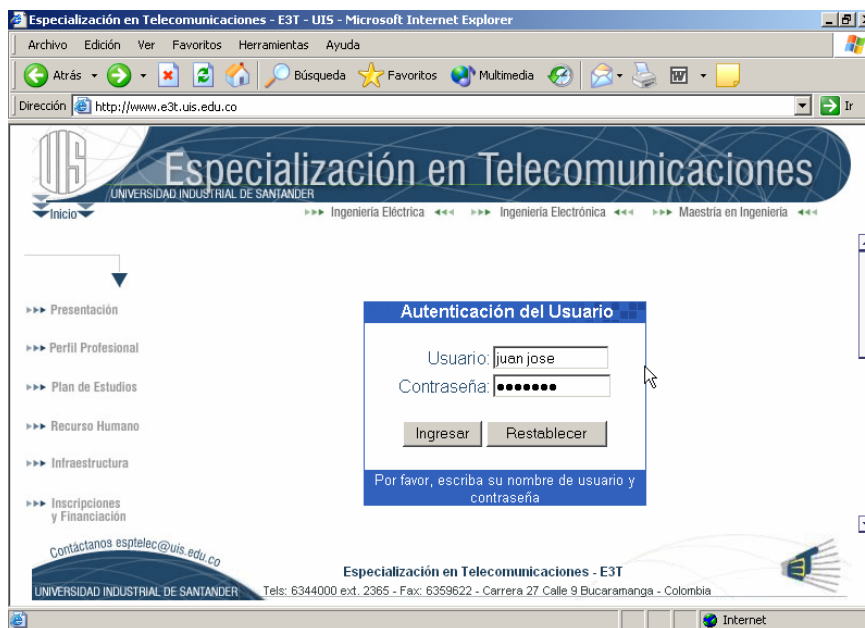 Especialización en Telecomunicaciones - E3T - UIS - Microsoft Internet Explorer
Archivo Edición Ver Favoritos Herramientas Ayuda
Atrás Búsqueda Favoritos Multimedia
Dirección http://www.e3t.uis.edu.co Ir
UIS
Especialización en Telecomunicaciones
UNIVERSIDAD INDUSTRIAL DE SANTANDER
Inicio Ingeniería Eléctrica Ingeniería Electrónica Maestría en Ingeniería
Presentación
Perfil Profesional
Plan de Estudios
Recurso Humano
Infraestructura
Inscripciones
y Financiación
Autenticación del Usuario
Usuario: juan jose
Contraseña: ●●●●●●●
Ingresar Restablecer
Por favor, escriba su nombre de usuario y
contraseña
Contáctanos esptelec@uis.edu.co
UNIVERSIDAD INDUSTRIAL DE SANTANDER
Especialización en Telecomunicaciones - E3T
Tels: 6344000 ext. 2365 - Fax: 6359622 - Carrera 27 Calle 9 Bucaramanga - Colombia
Internet